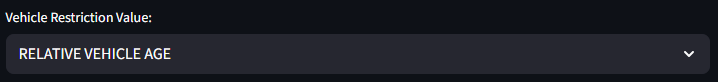 Vehicle Restriction Value:
RELATIVE VEHICLE AGE